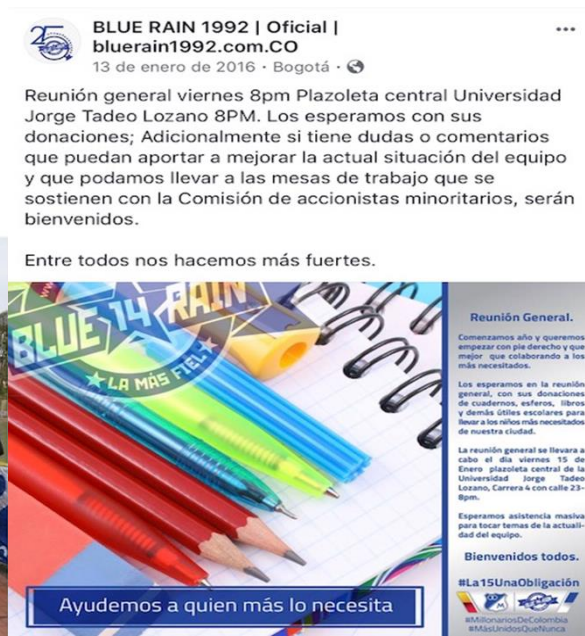 BLUE RAIN 1992 | Oficial |
bluerain1992.com.CO
13 de enero de 2016 · Bogotá ·
Reunión general viernes 8pm Plazoleta central Universidad
Jorge Tadeo Lozano 8PM. Los esperamos con sus
donaciones; Adicionalmente si tiene dudas o comentarios
que puedan aportar a mejorar la actual situación del equipo
y que podamos llevar a las mesas de trabajo que se
sostienen con la Comisión de accionistas minoritarios, serán
bienvenidos.
Entre todos nos hacemos más fuertes.
BLUE 14 RAIN
LA MÁS FIEL
Ayudemos a quien más lo necesita
Reunión General.
Comenzamos año y queremos
empezar con pie derecho y que
mejor que colaborando a los
más necesitados.
Los esperamos en la reunión
general, con sus donaciones
de cuadernos, esferos, libros
y demás útiles escolares para
llevar a los niños más necesitados
de nuestra ciudad.
La reunión general se llevara a
cabo el dia viernes 15 de
Enero plazoleta central de la
Universidad Jorge Tadeo
Lozano, Carrera 4 con calle 23-
8pm.
Esperamos asistencia masiva
para tocar temas de la actuali-
dad del equipo.
Bienvenidos todos.
#La15UnaObligación
#MillonariosDeColombia
#MásUnidosQueNunca